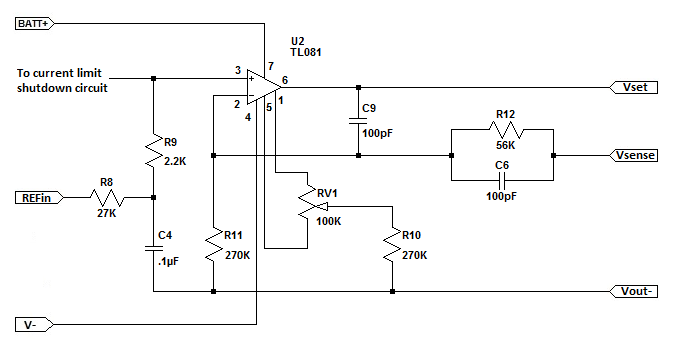 BATT+
U2
TL081
To current limit
shutdown circuit
3
+
7
6
2
−
4
5
1
Vset
C9
100pF
R12
56K
R9
2.2K
Vsense
C6
100pF
R8
27K
REFin
RV1
100K
C4
.1µF
R11
270K
R10
270K
Vout-
V-